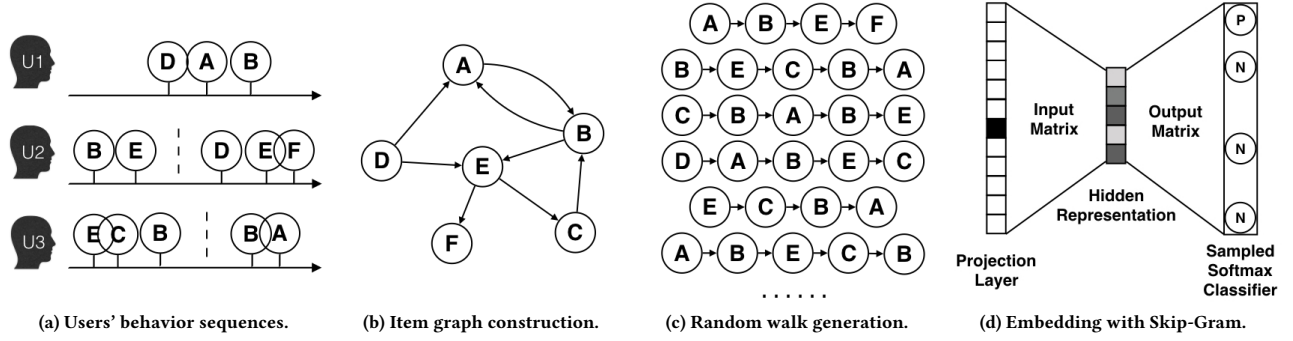 U1
D A B
U2
B E D E F
U3
E C B B A
(a) Users' behavior sequences.
A
B
D
E
F
C
(b) Item graph construction.
A B E F
B E C B A
C B A B E
D A B E C
E C B A
A B E C B
......
(c) Random walk generation.
P
N
N
N
Input
Matrix
Output
Matrix
Hidden
Representation
Projection
Layer
Sampled
Softmax
Classifier
(d) Embedding with Skip-Gram.